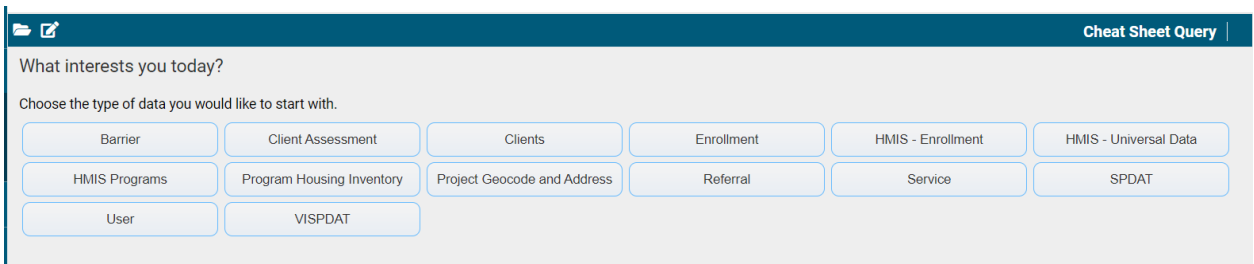 Cheat Sheet Query
What interests you today?
Choose the type of data you would like to start with.
Barrier Client Assessment Clients Enrollment HMIS - Enrollment HMIS - Universal Data
HMIS Programs Program Housing Inventory Project Geocode and Address Referral Service SPDAT
User VISPDAT